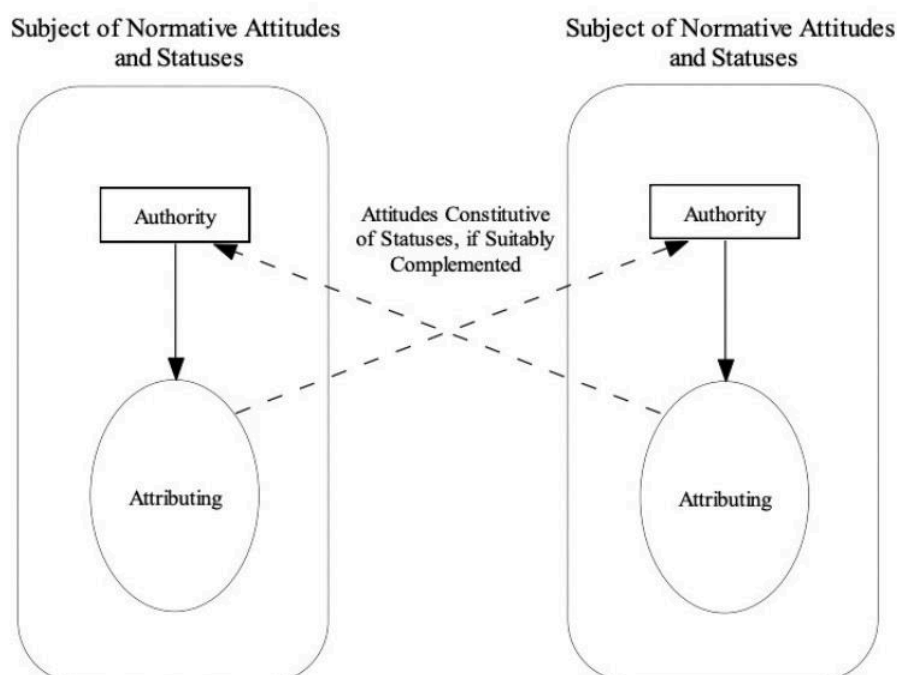 Subject of Normative Attitudes
and Statuses
Subject of Normative Attitudes
and Statuses
Authority
Attitudes Constitutive
of Statuses, if Suitably
Complemented
Authority
Attributing
Attributing